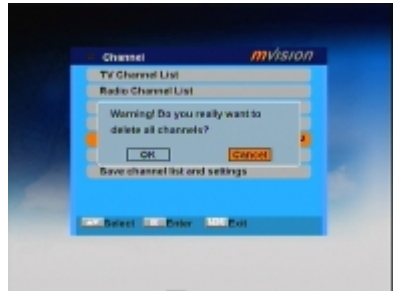 Channel
mvision
TV Channel List
Radio Channel List
Warning! Do you really want to
delete all channels?
OK
Cancel
Save channel list and settings
Select
Enter
Exit